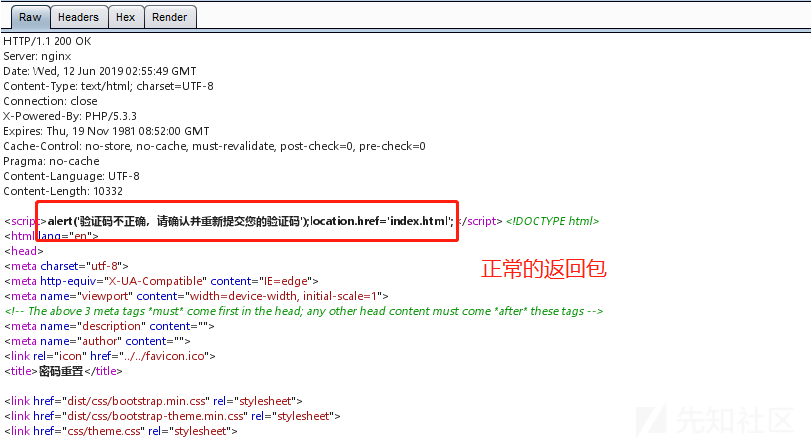 Raw Headers Hex Render
HTTP/1.1 200 OK
Server: nginx
Date: Wed, 12 Jun 2019 02:55:49 GMT
Content-Type: text/html; charset=UTF-8
Connection: close
X-Powered-By: PHP/5.3.3
Expires: Thu, 19 Nov 1981 08:52:00 GMT
Cache-Control: no-store, no-cache, must-revalidate, post-check=0, pre-check=0
Pragma: no-cache
Content-Language: UTF-8
Content-Length: 10332
<script>alert('验证码不正确，请确认并重新提交您的验证码');location.href='index.html';</script> <!DOCTYPE html>
<html lang="en">
<head>
<meta charset="utf-8">
<meta http-equiv="X-UA-Compatible" content="IE=edge">
<meta name="viewport" content="width=device-width, initial-scale=1">
<!-- The above 3 meta tags *must* come first in the head; any other head content must come *after* these tags -->
<meta name="description" content="">
<meta name="author" content="">
<link rel="icon" href="../../favicon.ico">
<title>密码重置</title>
<link href="dist/css/bootstrap.min.css" rel="stylesheet">
<link href="dist/css/bootstrap-theme.min.css" rel="stylesheet">
<link href="css/theme.css" rel="stylesheet">
正常的返回包
先知社区